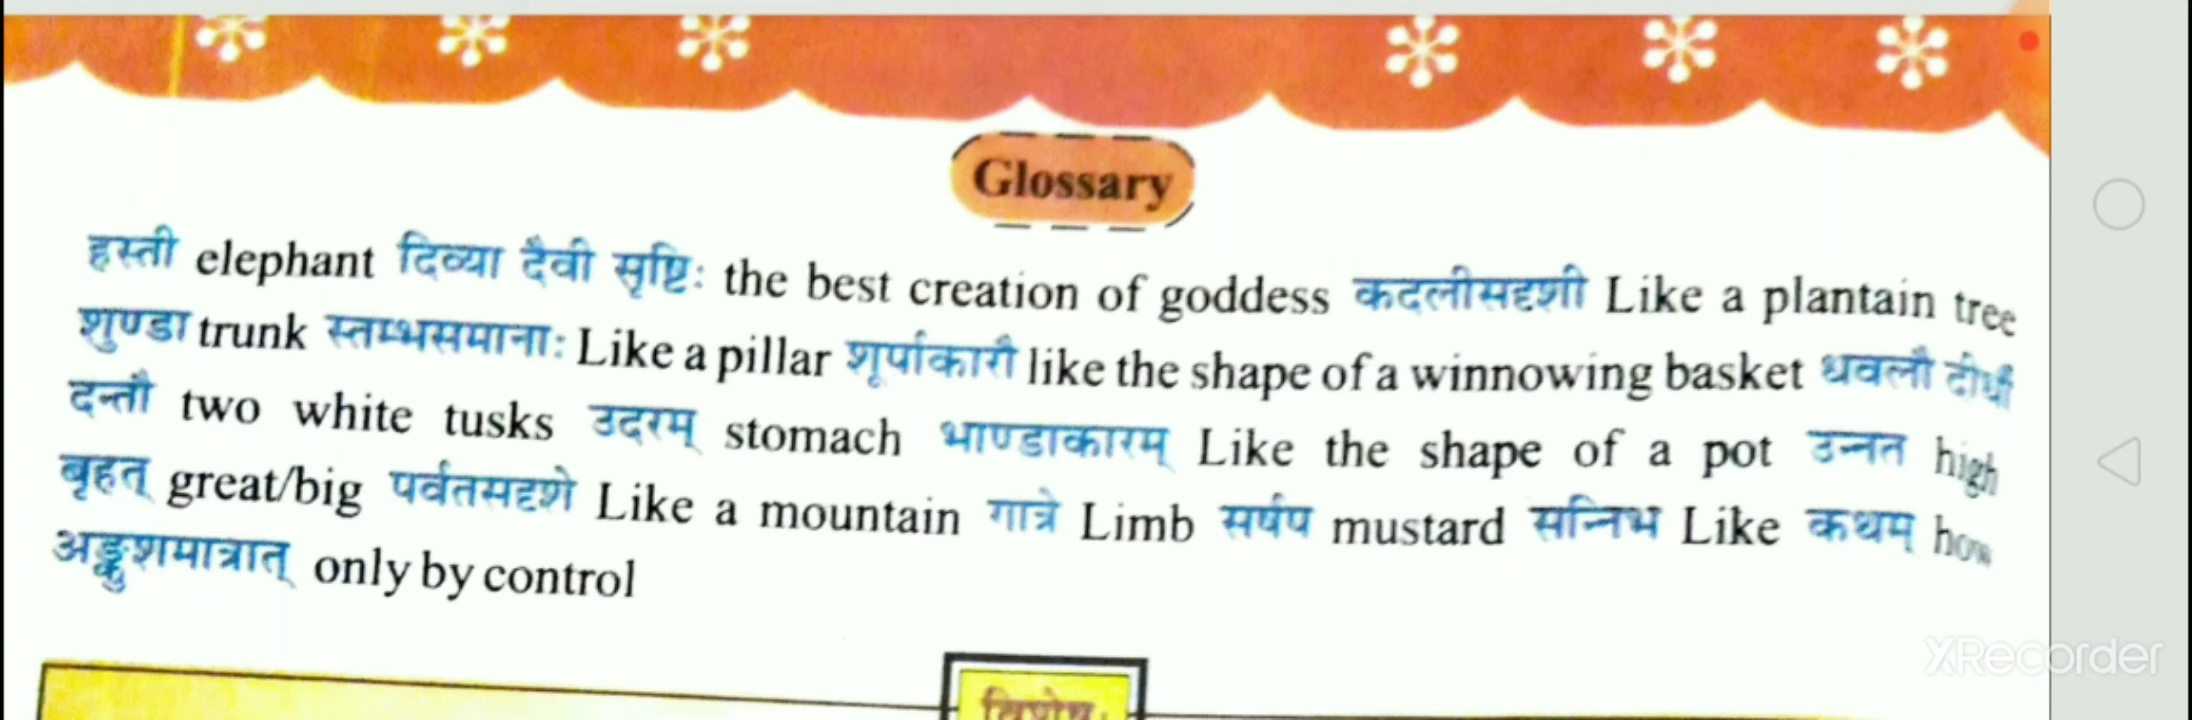 Glossary
हस्ती elephant दिव्या दैवी सृष्टि: the best creation of goddess कदलीसदृशी Like a plantain tree
शुण्डा trunk स्ताम्भसमाना: Like a pillar शूर्पाकारौ like the shape of a winnowing basket धवलौ दीर्घौ
दन्तौ two white tusks उदरम् stomach भाण्डाकारम् Like the shape of a pot उन्नत high
बृहत् great/big पर्वतसदृशे Like a mountain गात्रे Limb सर्षप mustard सन्निभ Like कथम् how
अङ्कुशमात्रात् only by control
विशेष:
XRecorder